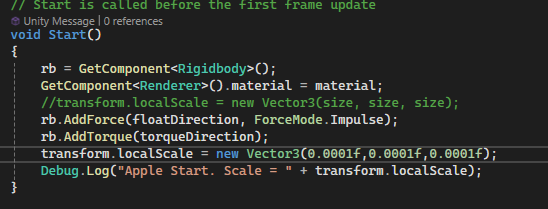 // Start is called before the first frame update
Unity Message | 0 references
void Start()
{
rb = GetComponent<Rigidbody>();
GetComponent<Renderer>().material = material;
//transform.localScale = new Vector3(size, size, size);
rb.AddForce(floatDirection, ForceMode.Impulse);
rb.AddTorque(torqueDirection);
transform.localScale = new Vector3(0.0001f,0.0001f,0.0001f);
Debug.Log("Apple Start. Scale = " + transform.localScale);
}